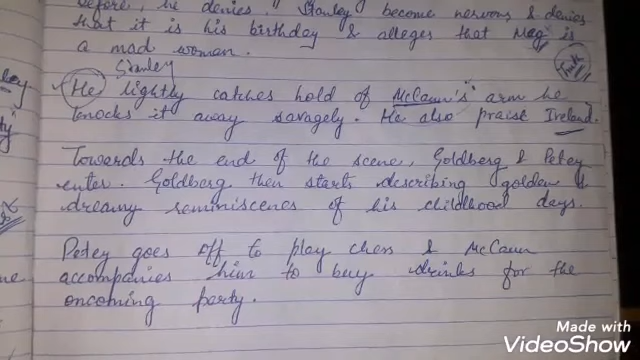 before, he denies. Stanley become nervous & denies
that it is his birthday & alleges that Meg is
a mad woman.
Stanley
He lightly catches hold of McCann's arm he
knocks it away savagely. He also praise Ireland.
Towards the end of the scene, Goldberg & Petey
enter. Goldberg then starts describing golden &
dreamy reminiscences of his childhood days.
Petey goes off to play chess & McCann
accompanies him to buy drinks for the
oncoming party.
Made with
VideoShow